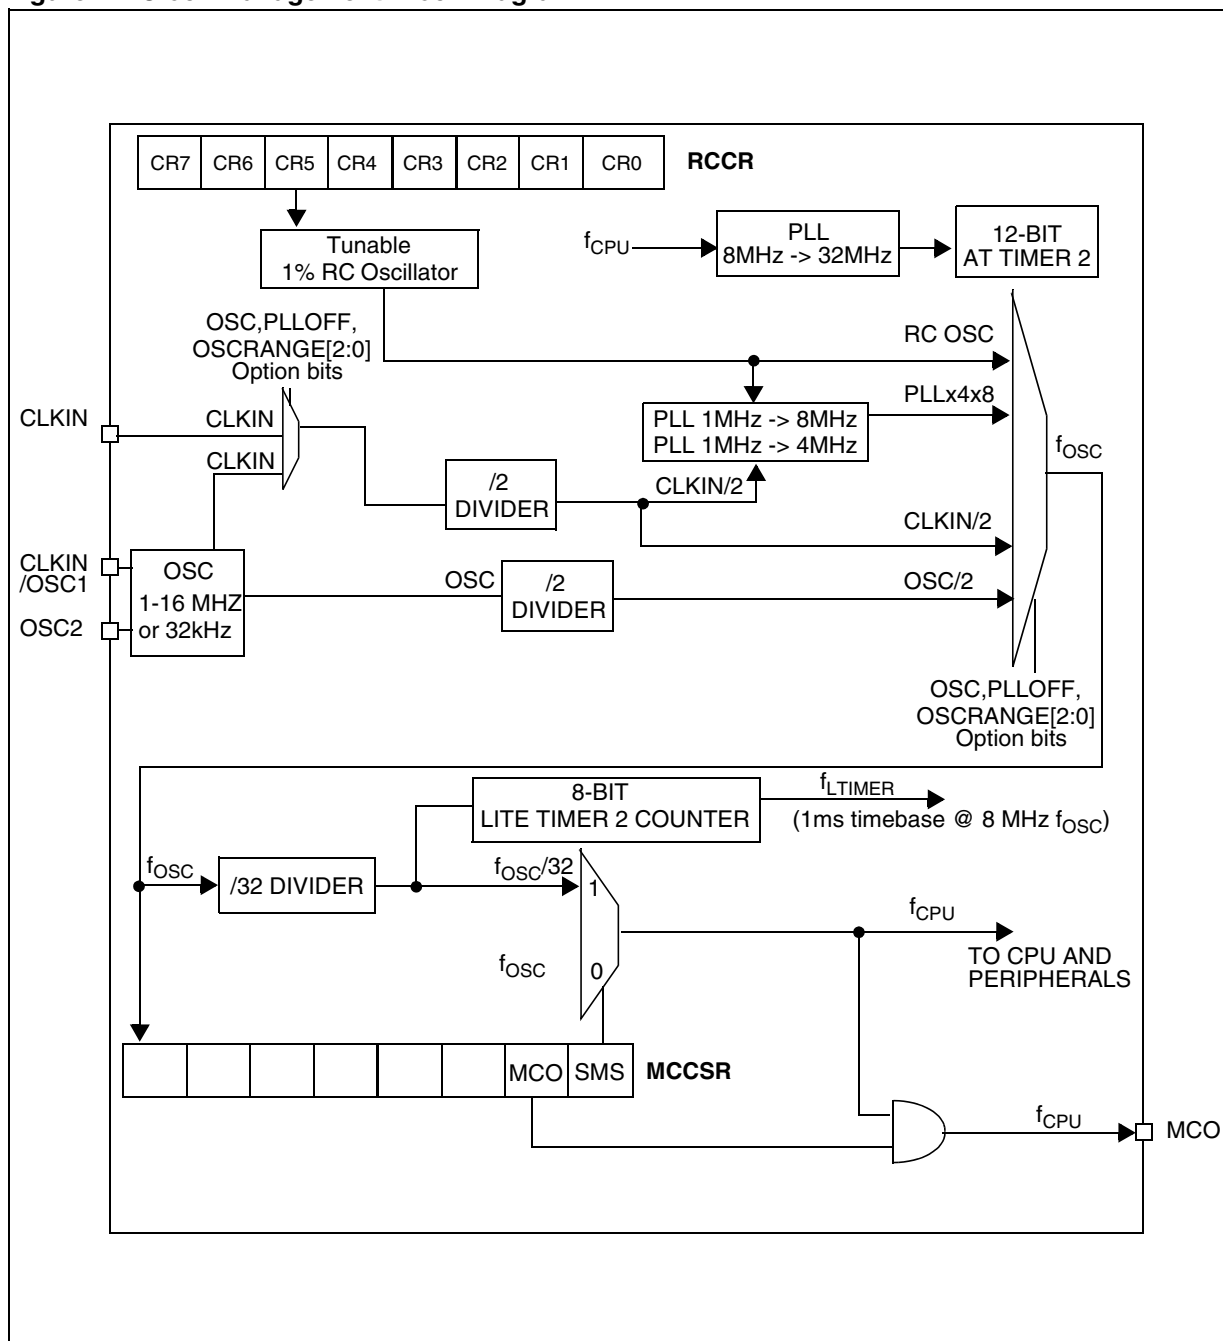 CR7 CR6 CR5 CR4 CR3 CR2 CR1 CR0 RCCR
Tunable
1% RC Oscillator
fCPU
PLL
8MHz -> 32MHz
12-BIT
AT TIMER 2
OSC,PLLOFF,
OSCRANGE[2:0]
Option bits
RC OSC
PLLx4x8
CLKIN
CLKIN
CLKIN
PLL 1MHz -> 8MHz
PLL 1MHz -> 4MHz
fOSC
/2
DIVIDER
CLKIN/2
CLKIN/2
CLKIN
/OSC1
OSC2
OSC
1-16 MHZ
or 32kHz
OSC
/2
DIVIDER
OSC/2
OSC,PLLOFF,
OSCRANGE[2:0]
Option bits
8-BIT
LITE TIMER 2 COUNTER
fLTIMER
(1ms timebase @ 8 MHz fOSC)
fOSC
/32 DIVIDER
fOSC/32
1
fCPU
TO CPU AND
PERIPHERALS
fOSC
0
MCO SMS MCCSR
fCPU
MCO